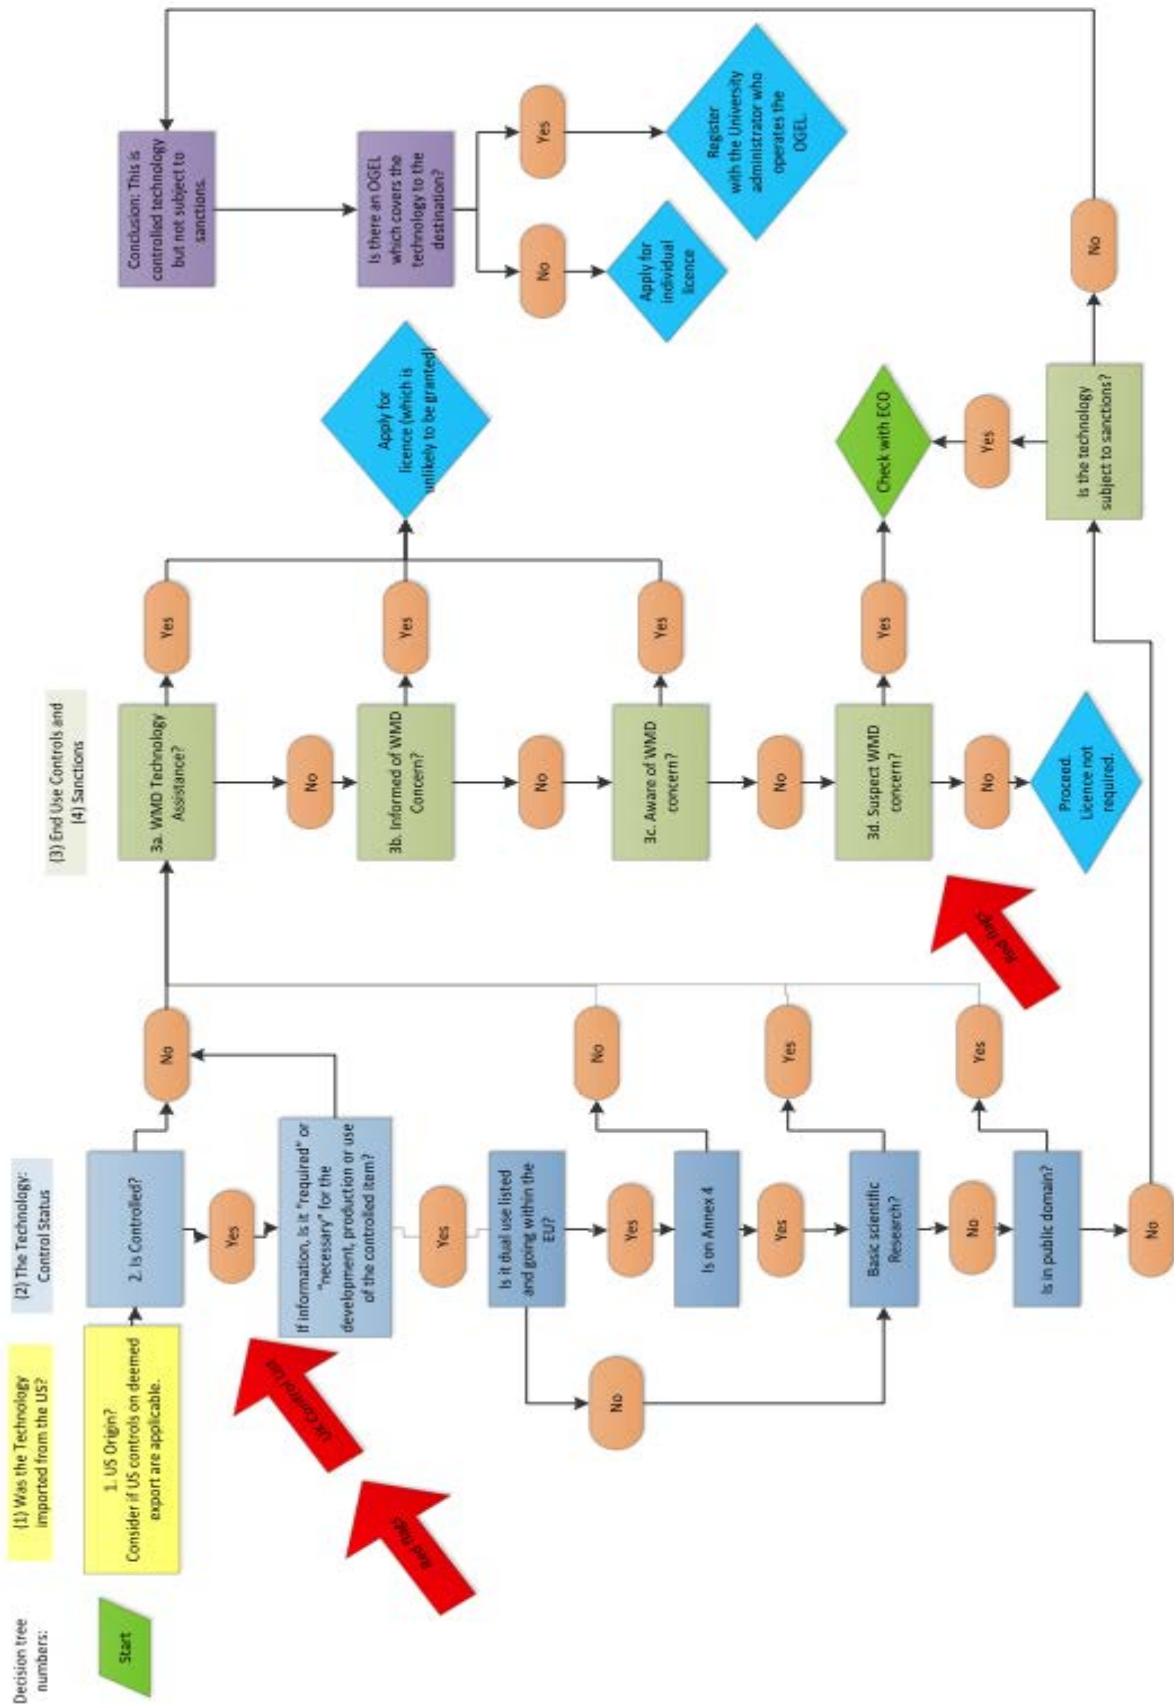 Decision tree
numbers:
(1) Was the Technology
imported from the US?
(2) The Technology:
Control Status
(3) End Use Controls and
(4) Sanctions
Start
1. US Origin?
Consider if US controls on deemed
export are applicable.
2. Is Controlled?
No
Yes
If information, Is it "required" or
"necessary" for the
development, production or use
of the controlled item?
UK Control List
Red flags
Yes
Is it dual use listed
and going within the
EU?
No
Yes
Is on Annex 4
No
Yes
Basic scientific
Research?
Yes
No
Is in public domain?
Yes
No
3a. WMD Technology
Assistance?
Yes
No
3b. Informed of WMD
Concern?
Yes
No
3c. Aware of WMD
concern?
Yes
No
3d. Suspect WMD
concern?
Yes
No
Red flags
Proceed.
Licence not
required.
Apply for
licence (which is
unlikely to be granted)
Check with ECO
Yes
Is the technology
subject to sanctions?
No
Conclusion: This is
controlled technology
but not subject to
sanctions.
Is there an OGEL
which covers the
technology to the
destination?
No
Yes
Apply for
individual
licence
Register
with the University
administrator who
operates the
OGEL.